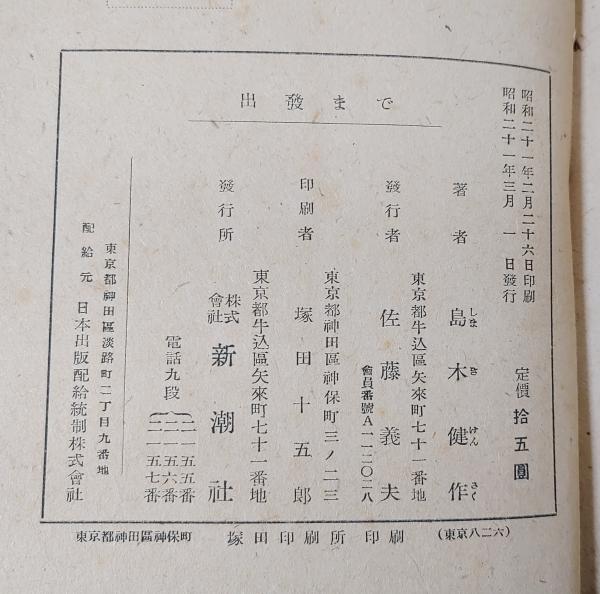 昭和二十一年二月二十六日印刷
昭和二十一年三月 一 日發行
定價 拾五圓
出發まで
著者 島木健作
しま き けん さく
東京都牛込區矢來町七十一番地
發行者 佐藤義夫
會員番號A一一二〇二八
東京都神田區神保町三ノ二三
印刷者 塚田十五郎
東京都牛込區矢來町七十一番地
發行所 株式會社 新潮社
電話九段
二一五五番
二一五六番
二一五七番
東京都神田區淡路町二丁目九番地
配給元 日本出版配給統制株式會社
東京都神田區神保町 塚田印刷所 印刷 (東京八二六)